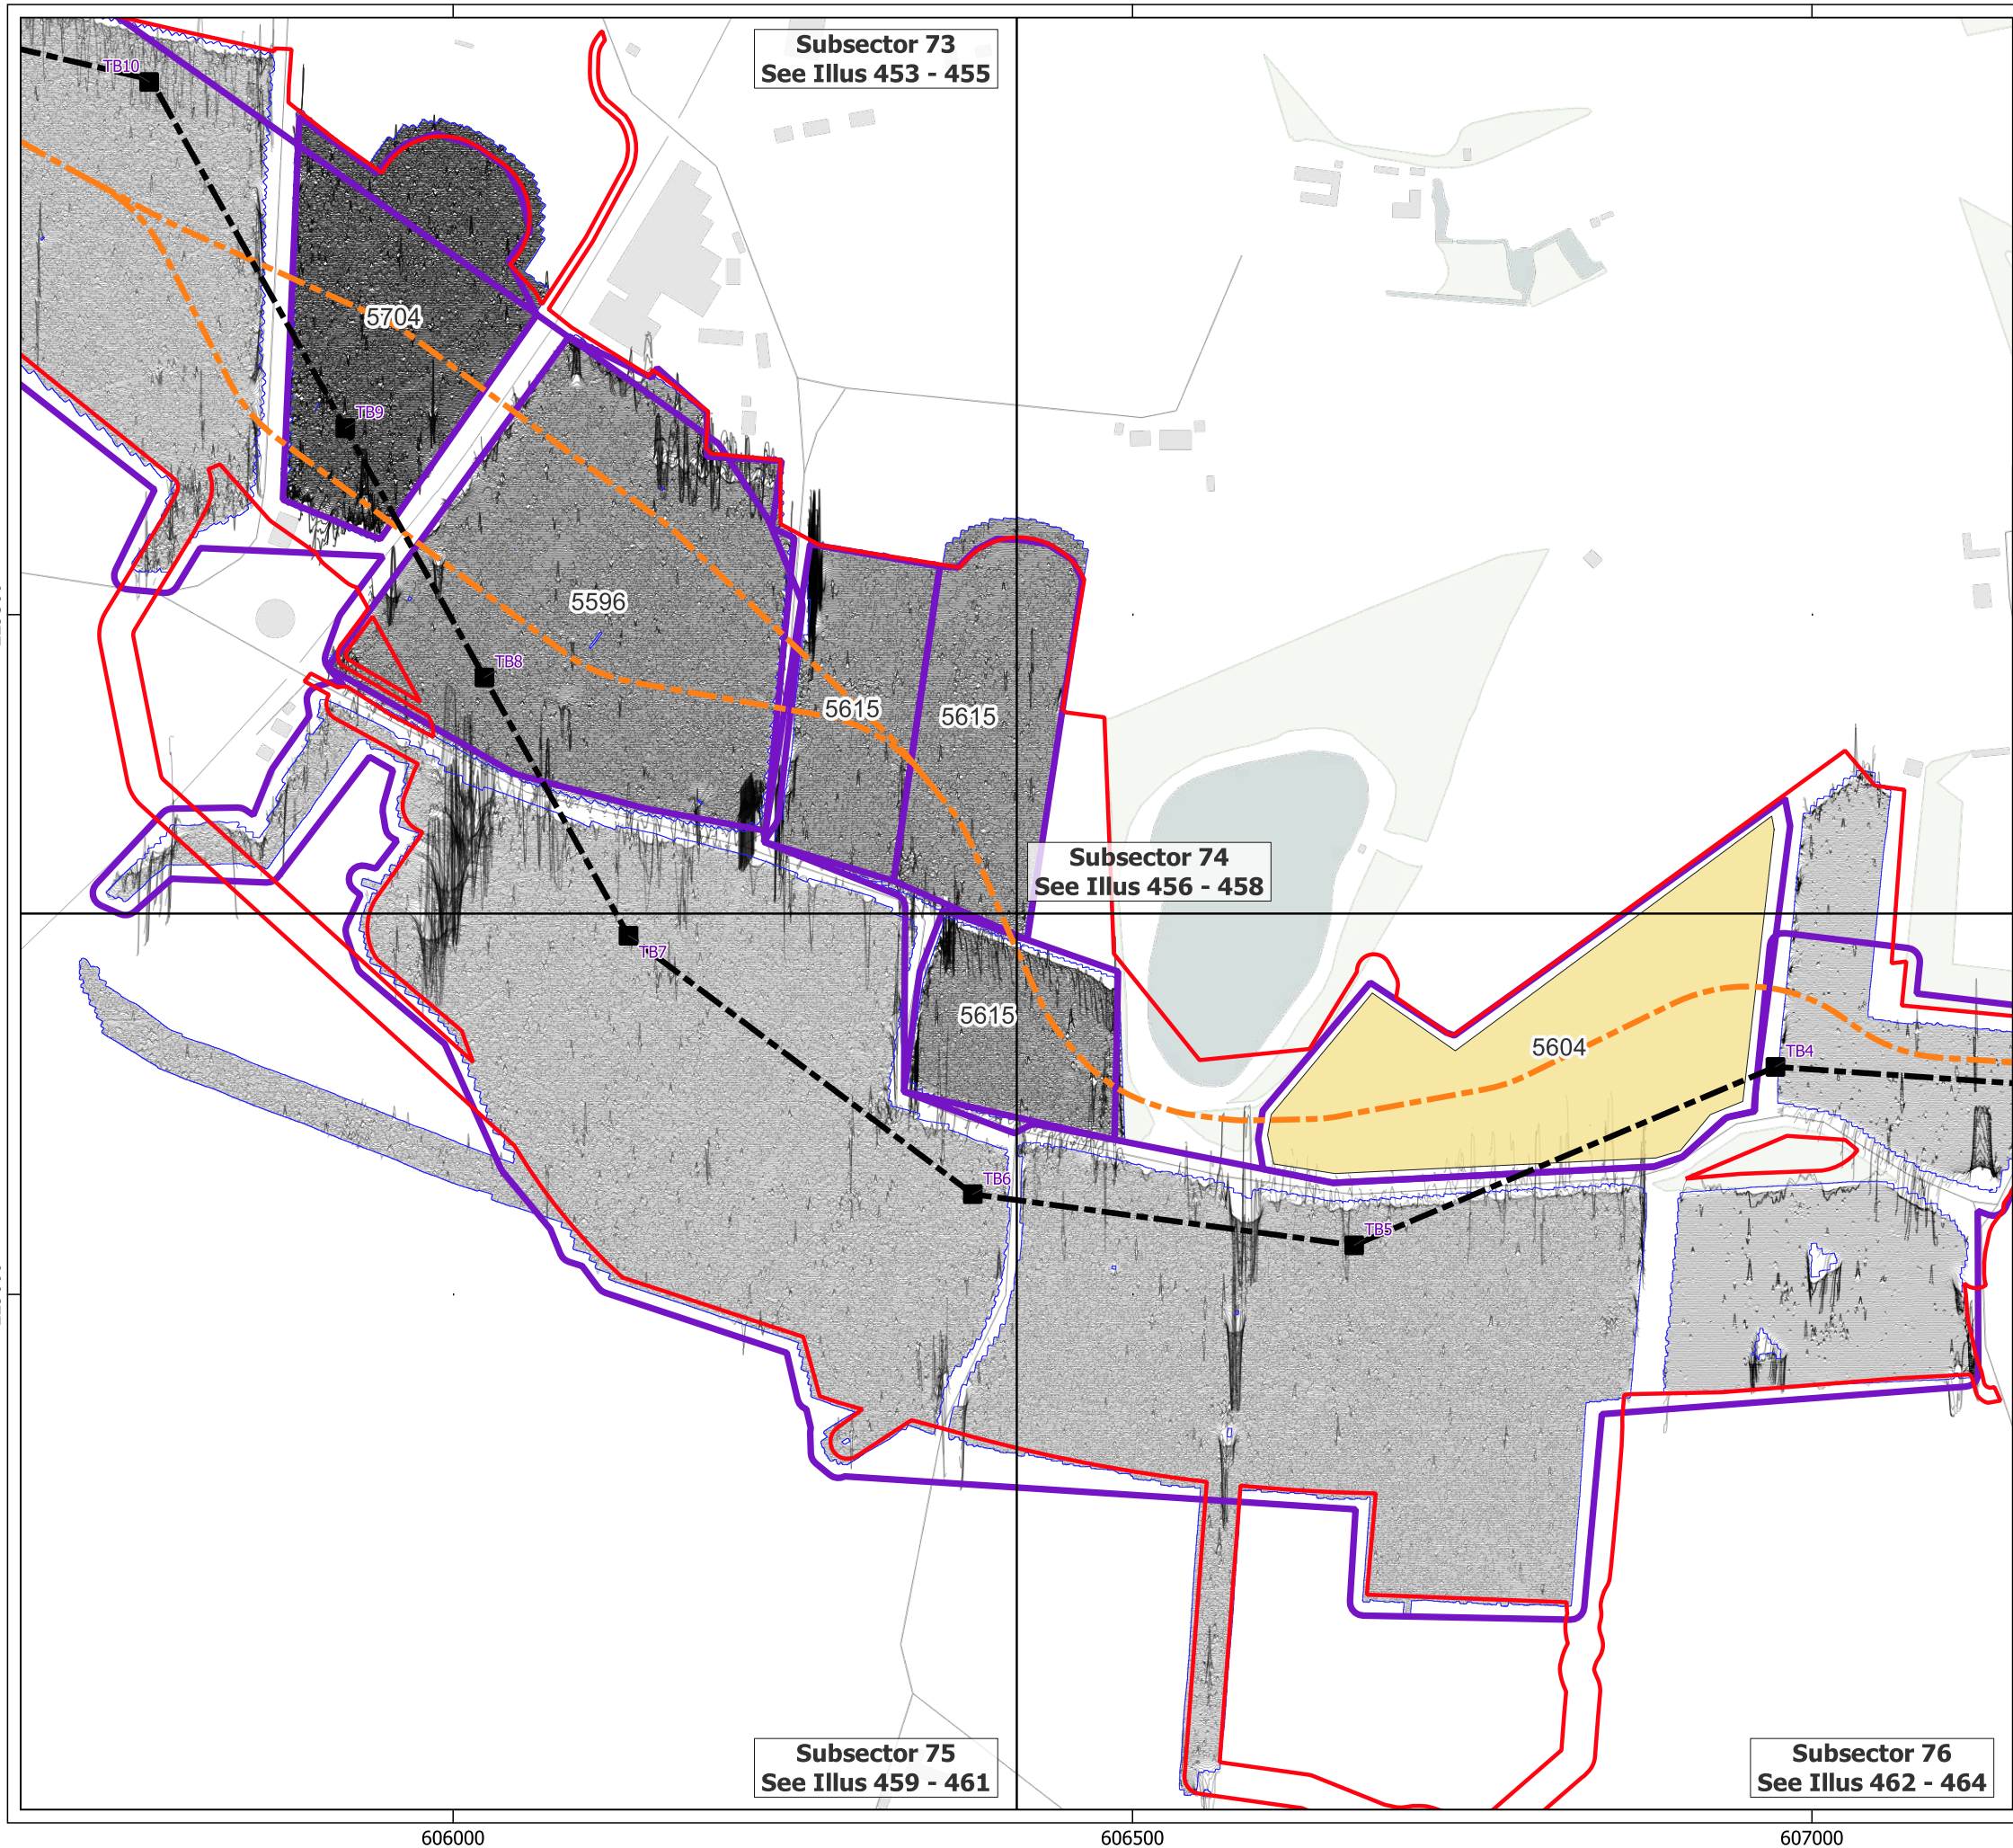 Subsector 73
See Illus 453 - 455
TB10
5704
TB9
5596
TB8
5615
5615
Subsector 74
See Illus 456 - 458
TB7
5615
5604
TB4
TB6
TB5
Subsector 75
See Illus 459 - 461
Subsector 76
See Illus 462 - 464
606000
606500
607000